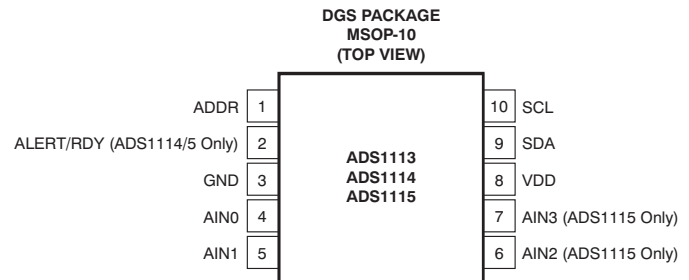 DGS PACKAGE
MSOP-10
(TOP VIEW)
ADDR 1
10 SCL
ALERT/RDY (ADS1114/5 Only) 2
9 SDA
GND 3
8 VDD
AIN0 4
7 AIN3 (ADS1115 Only)
AIN1 5
6 AIN2 (ADS1115 Only)
ADS1113
ADS1114
ADS1115